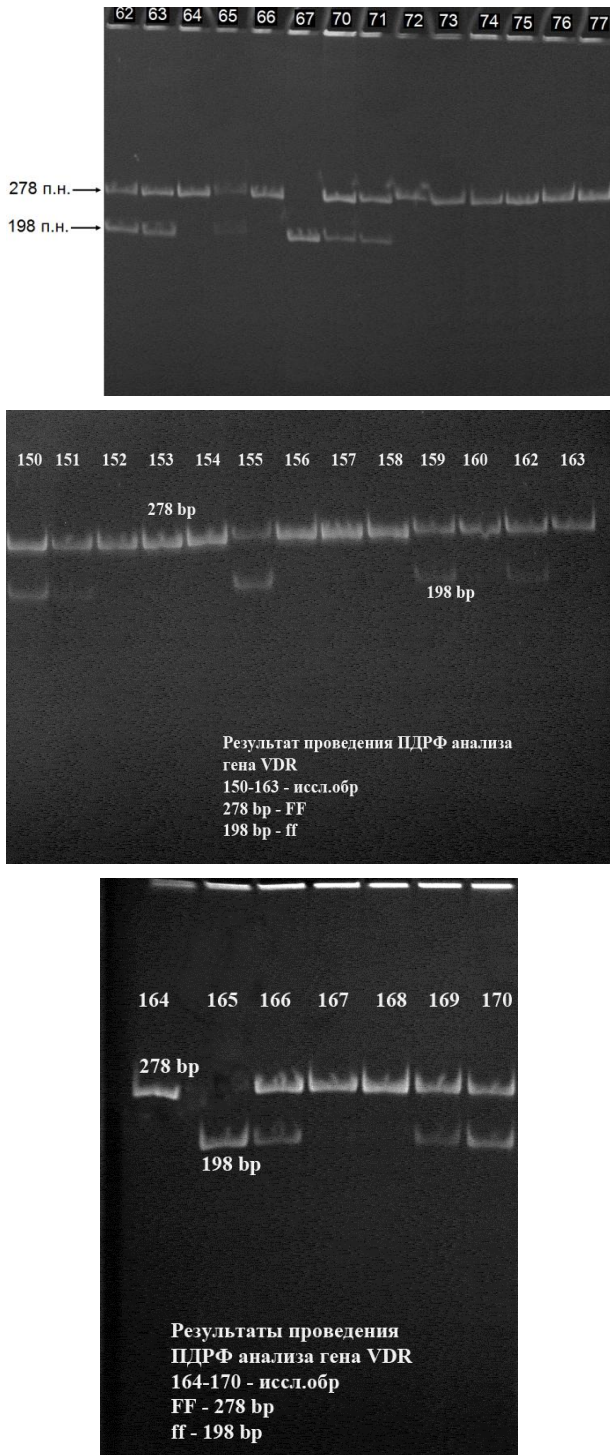 62 63 64 65 66 67 70 71 72 73 74 75 76 77
278 п.н.
198 п.н.
150 151 152 153 154 155 156 157 158 159 160 162 163
278 bp
198 bp
Результат проведения ПДРФ анализа
гена VDR
150-163 - иссл.обр
278 bp - FF
198 bp - ff
164 165 166 167 168 169 170
278 bp
198 bp
Результаты проведения
ПДРФ анализа гена VDR
164-170 - иссл.обр
FF - 278 bp
ff - 198 bp